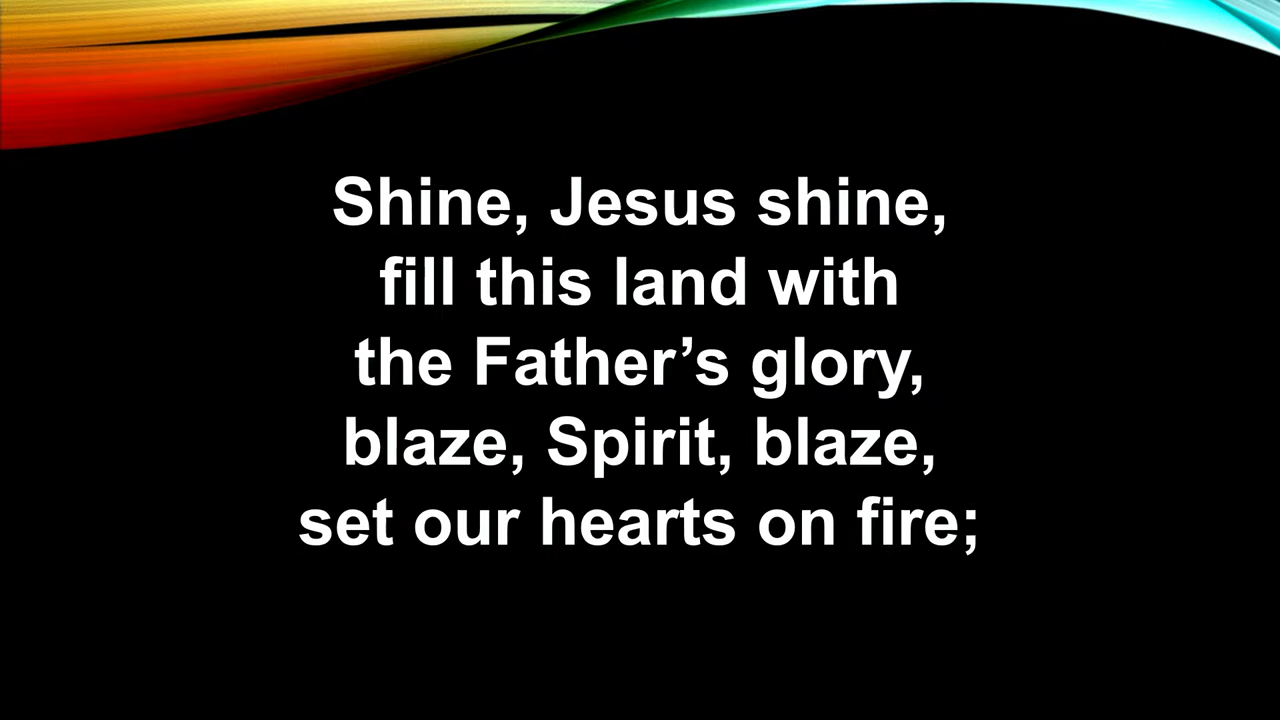 Shine, Jesus shine,
fill this land with
the Father’s glory,
blaze, Spirit, blaze,
set our hearts on fire;